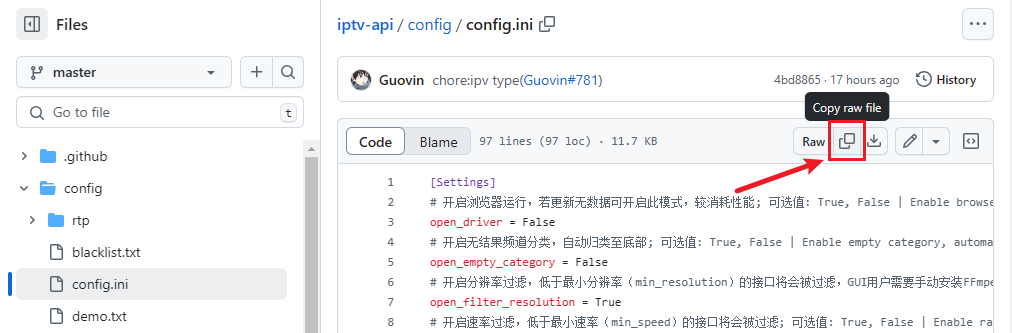 Files
master
Go to file
t
.github
config
rtp
blacklist.txt
config.ini
demo.txt
iptv-api / config / config.ini
Guovin chore:ipv type(Guovin#781)
4bd8865 · 17 hours ago
History
Copy raw file
Code
Blame
97 lines (97 loc) · 11.7 KB
Raw
1 [Settings]
2 # 开启浏览器运行，若更新无数据可开启此模式，较消耗性能; 可选值: True, False | Enable browse
3 open_driver = False
4 # 开启无结果频道分类，自动归类至底部; 可选值: True, False | Enable empty category, automa
5 open_empty_category = False
6 # 开启分辨率过滤，低于最小分辨率（min_resolution）的接口将会被过滤，GUI用户需要手动安装FFmpe
7 open_filter_resolution = True
8 # 开启速率过滤，低于最小速率（min_speed）的接口将会被过滤; 可选值: True, False | Enable ra